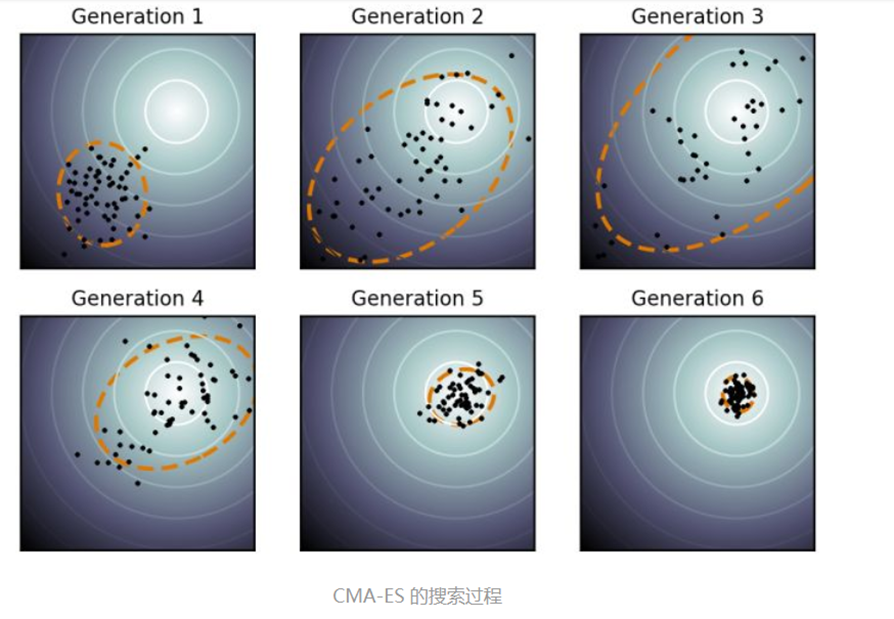 Generation 1
Generation 2
Generation 3
Generation 4
Generation 5
Generation 6
CMA-ES 的搜索过程